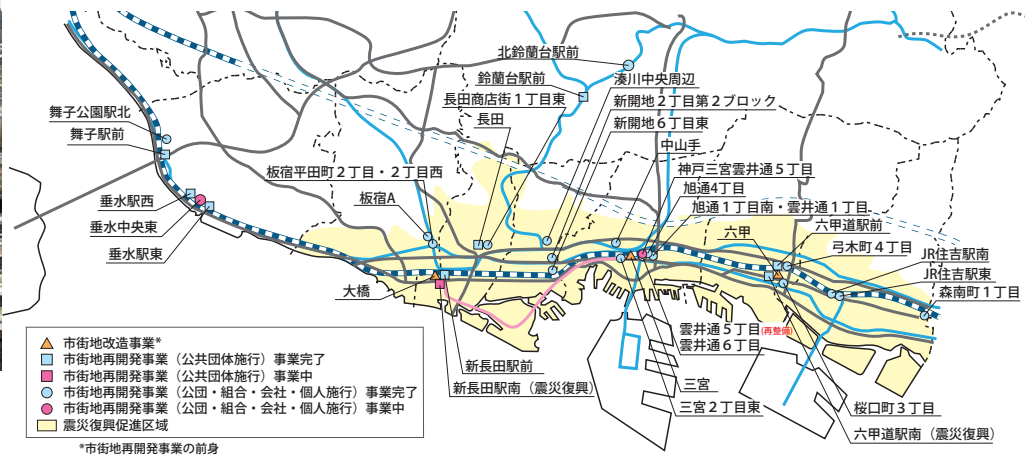 北鈴蘭台駅前
鈴蘭台駅前
湊川中央周辺
長田商店街1丁目東
新開地2丁目第2ブロック
長田
新開地6丁目東
舞子公園駅北
中山手
舞子駅前
神戸三宮雲井通5丁目
板宿平田町2丁目・2丁目西
旭通4丁目
旭通1丁目南・雲井通1丁目
垂水駅西
板宿A
六甲道駅前
垂水中央東
六甲
弓木町4丁目
垂水駅東
JR住吉駅南
JR住吉駅東
大橋
森南町1丁目
雲井通5丁目(再整備)
雲井通6丁目
新長田駅前
新長田駅南(震災復興)
三宮
三宮2丁目東
桜口町3丁目
六甲道駅南(震災復興)
市街地改造事業*
市街地再開発事業(公共団体施行)事業完了
市街地再開発事業(公共団体施行)事業中
市街地再開発事業(公団・組合・会社・個人施行)事業完了
市街地再開発事業(公団・組合・会社・個人施行)事業中
震災復興促進区域
*市街地再開発事業の前身